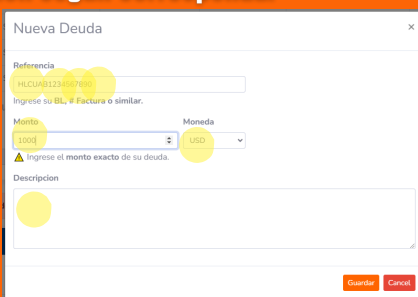 Nueva Deuda ×
Referencia
HLCUAB1234567890
Ingrese su BL, # Factura o similar.
Monto Moneda
1000 USD
Ingrese el monto exacto de su deuda.
Descripcion
Guardar Cancel